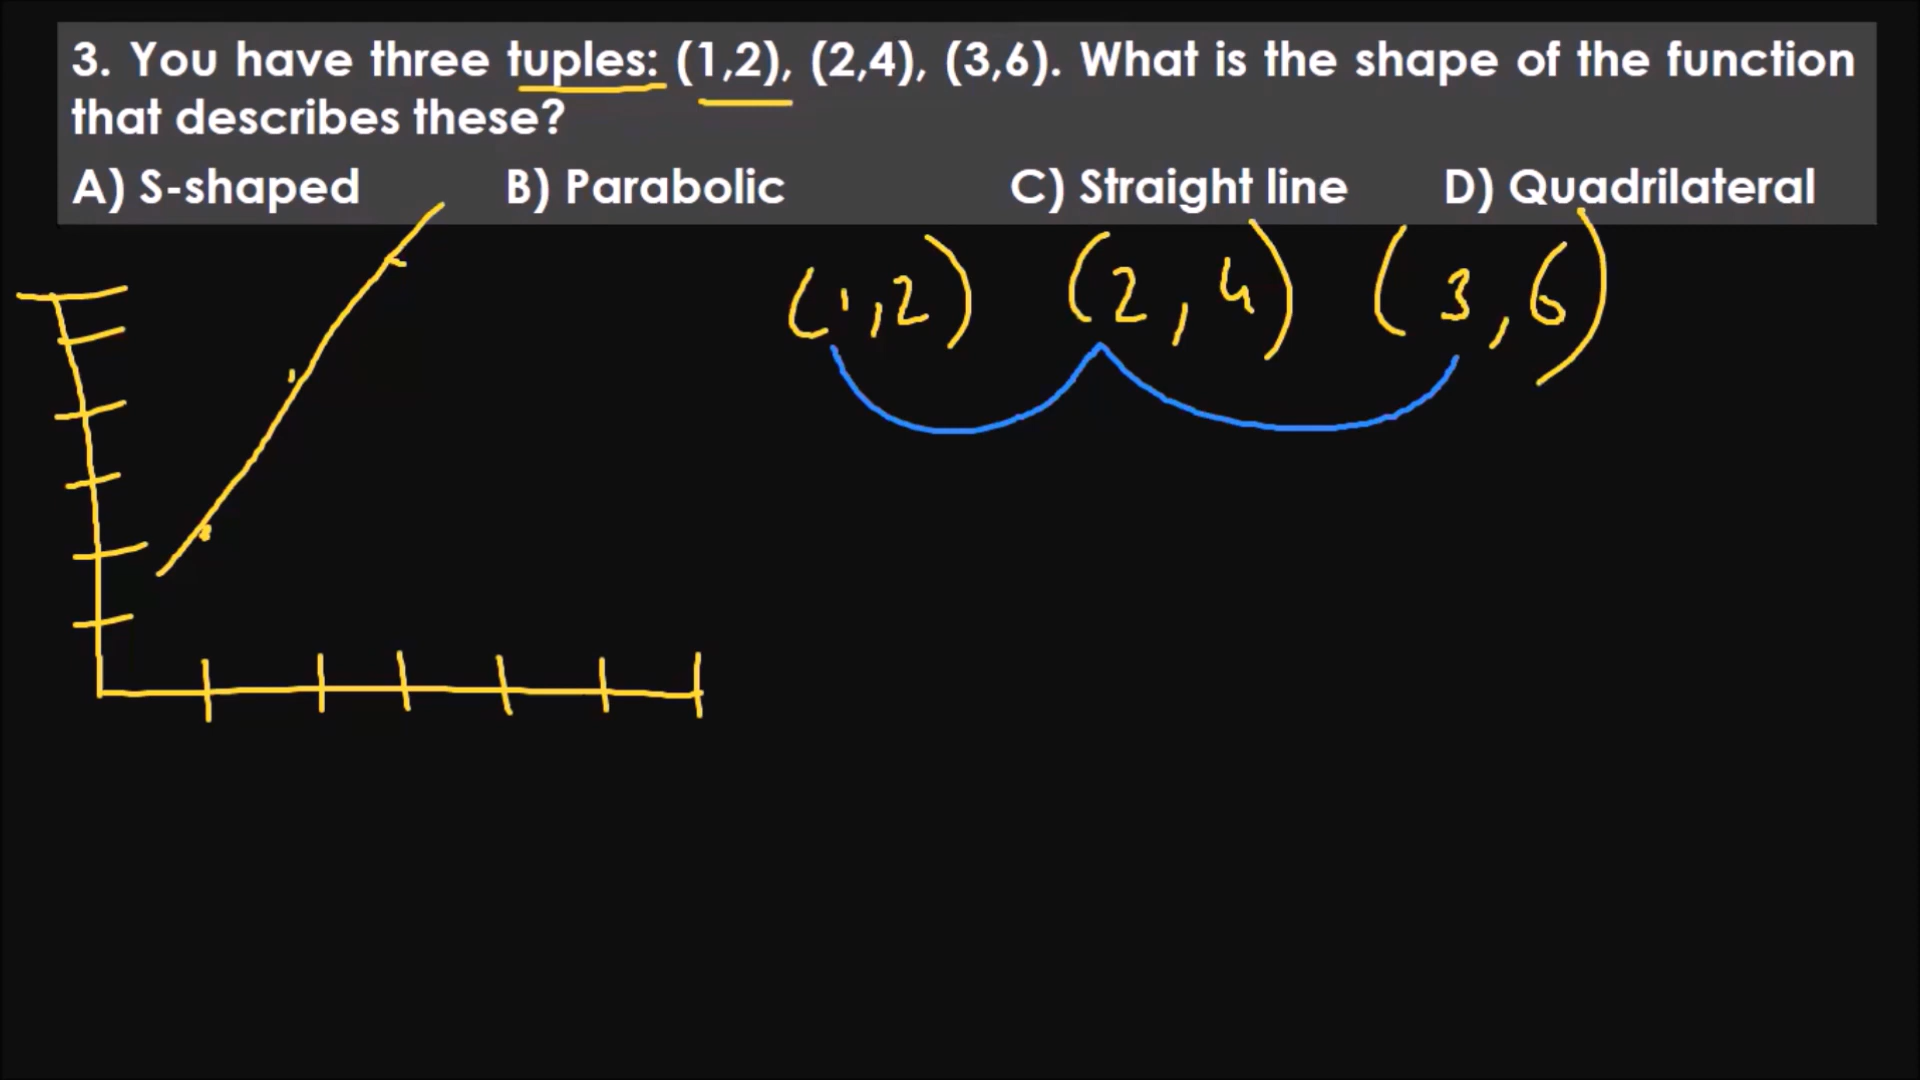 3. You have three tuples: (1,2), (2,4), (3,6). What is the shape of the function
that describes these?
A) S-shaped B) Parabolic C) Straight line D) Quadrilateral
(1,2) (2,4) (3,6)